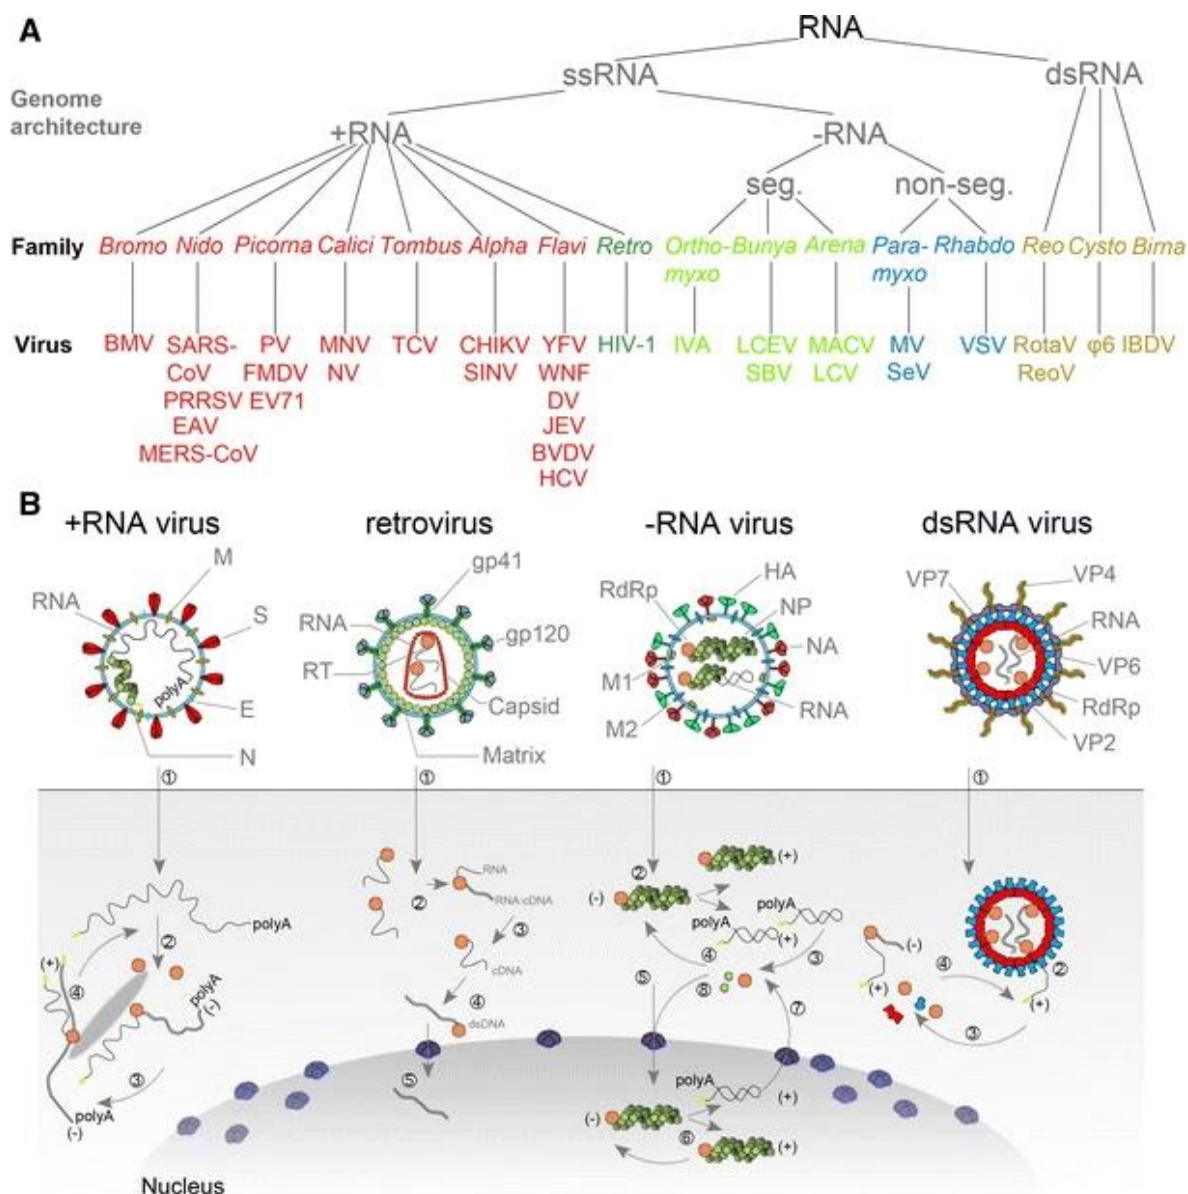 A
RNA
ssRNA
dsRNA
Genome
architecture
+RNA
-RNA
seg.
non-seg.
Family
Bromo Nido Picorna Calici Tombus Alpha Flavi Retro Ortho- Bunya Arena Para- Rhabdo Reo Cysto Birna
myxo myxo
Virus
BMV SARS- PV MNV TCV CHIKV YFV HIV-1 IVA LCEV MACV MV VSV RotaV φ6 IBDV
CoV FMDV NV SINV WNF SBV LCV SeV ReoV
PRRSV EV71 DV
EAV JEV
MERS-CoV BVDV
HCV
B
+RNA virus retrovirus -RNA virus dsRNA virus
M
RNA
S
polyA
E
N
gp41
RNA
gp120
RT
Capsid
Matrix
HA
RdRp
NP
NA
M1
RNA
M2
VP7
VP4
RNA
VP6
RdRp
VP2
① ① ① ①
polyA
②
(+)
④
polyA
(-)
③
polyA
(-)
②
RNA
RNA:cDNA
③
cDNA
④
dsDNA
⑤
②
(+)
(-)
polyA
polyA
(+)
④
③
⑤
⑧
⑦
polyA
(+)
(-)
⑥
(+)
(-)
④
②
(+)
(+)
③
Nucleus